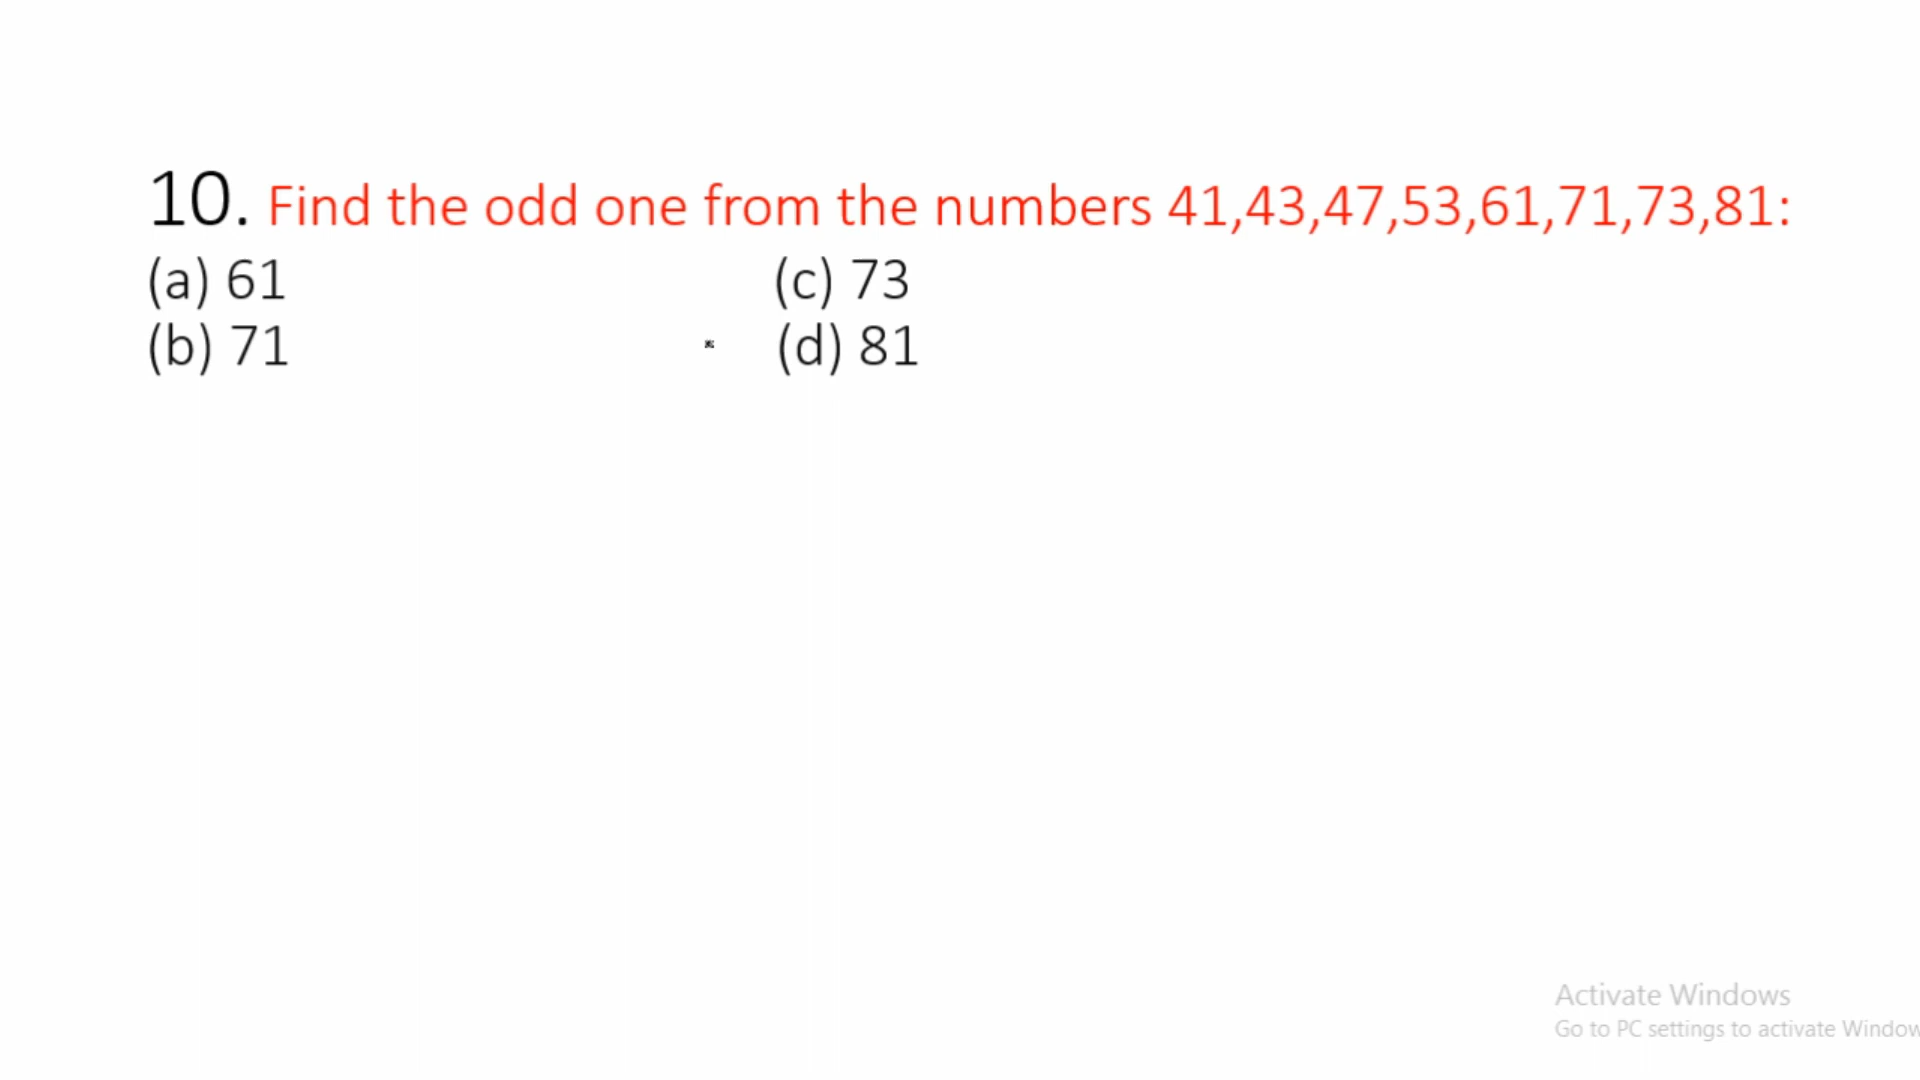 10. Find the odd one from the numbers 41,43,47,53,61,71,73,81:
(a) 61 (c) 73
(b) 71 (d) 81
Activate Windows
Go to PC settings to activate Window